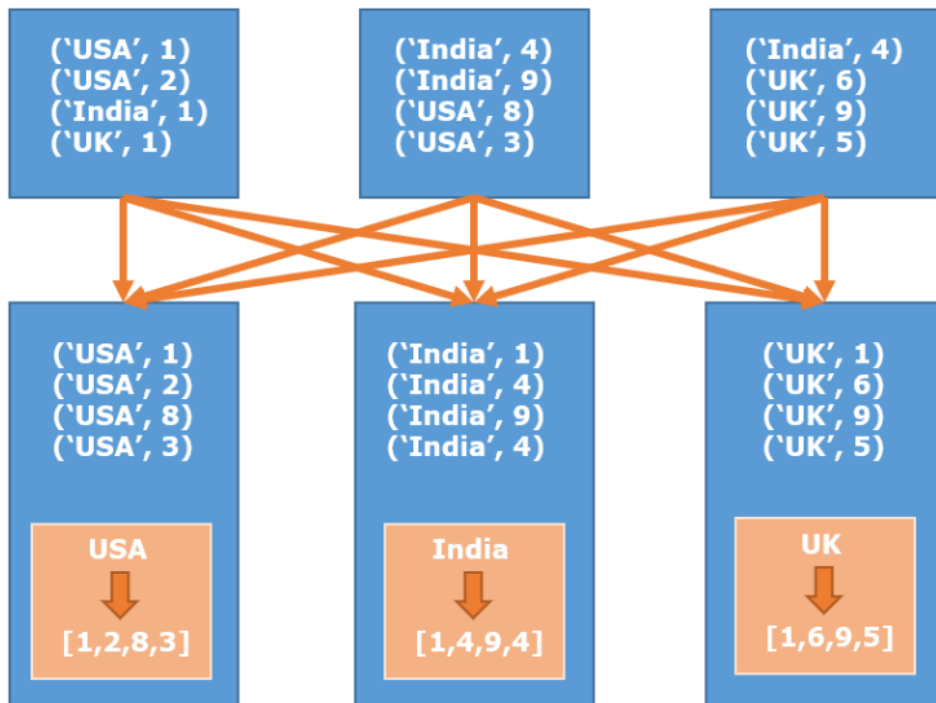 (‘USA’, 1)
(‘USA’, 2)
(‘India’, 1)
(‘UK’, 1)
(‘India’, 4)
(‘India’, 9)
(‘USA’, 8)
(‘USA’, 3)
(‘India’, 4)
(‘UK’, 6)
(‘UK’, 9)
(‘UK’, 5)
(‘USA’, 1)
(‘USA’, 2)
(‘USA’, 8)
(‘USA’, 3)
USA
[1,2,8,3]
(‘India’, 1)
(‘India’, 4)
(‘India’, 9)
(‘India’, 4)
India
[1,4,9,4]
(‘UK’, 1)
(‘UK’, 6)
(‘UK’, 9)
(‘UK’, 5)
UK
[1,6,9,5]